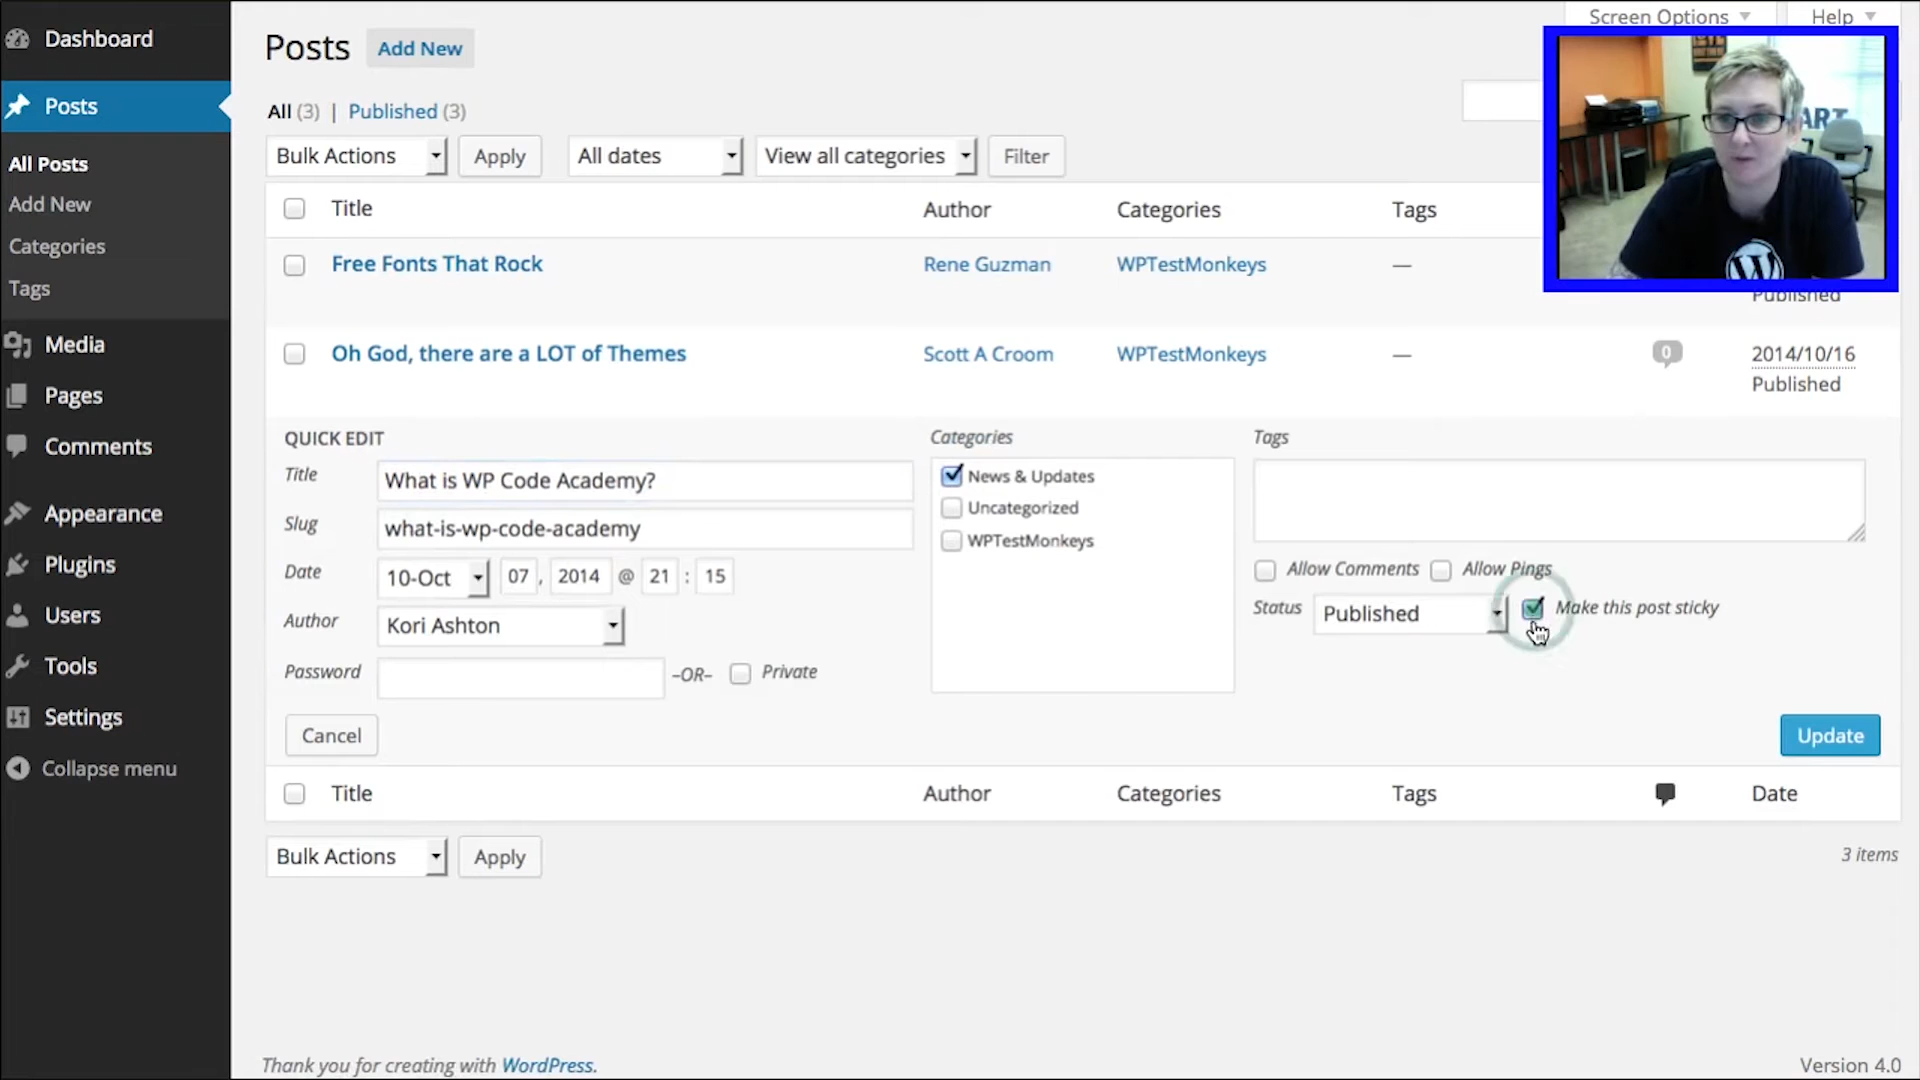 Dashboard
Posts
All Posts
Add New
Categories
Tags
Media
Pages
Comments
Appearance
Plugins
Users
Tools
Settings
Collapse menu
Screen Options Help
Posts Add New
All (3) | Published (3)
Bulk Actions Apply All dates View all categories Filter
Title Author Categories Tags
Free Fonts That Rock Rene Guzman WPTestMonkeys —
Published
Oh God, there are a LOT of Themes Scott A Croom WPTestMonkeys — 0 2014/10/16
Published
QUICK EDIT
Title What is WP Code Academy?
Slug what-is-wp-code-academy
Date 10-Oct 07 , 2014 @ 21 : 15
Author Kori Ashton
Password –OR– Private
Categories
News & Updates
Uncategorized
WPTestMonkeys
Tags
Allow Comments Allow Pings
Status Published Make this post sticky
Cancel Update
Title Author Categories Tags Date
Bulk Actions Apply 3 items
Thank you for creating with WordPress. Version 4.0
ART